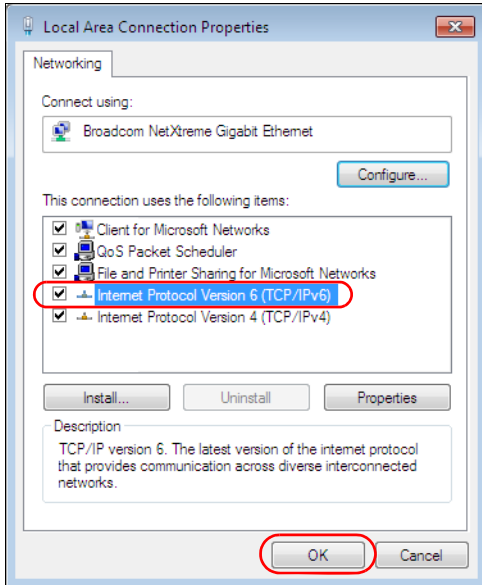 Local Area Connection Properties
Networking
Connect using:
Broadcom NetXtreme Gigabit Ethernet
Configure...
This connection uses the following items:
Client for Microsoft Networks
QoS Packet Scheduler
File and Printer Sharing for Microsoft Networks
Internet Protocol Version 6 (TCP/IPv6)
Internet Protocol Version 4 (TCP/IPv4)
Install... Uninstall Properties
Description
TCP/IP version 6. The latest version of the internet protocol
that provides communication across diverse interconnected
networks.
OK Cancel